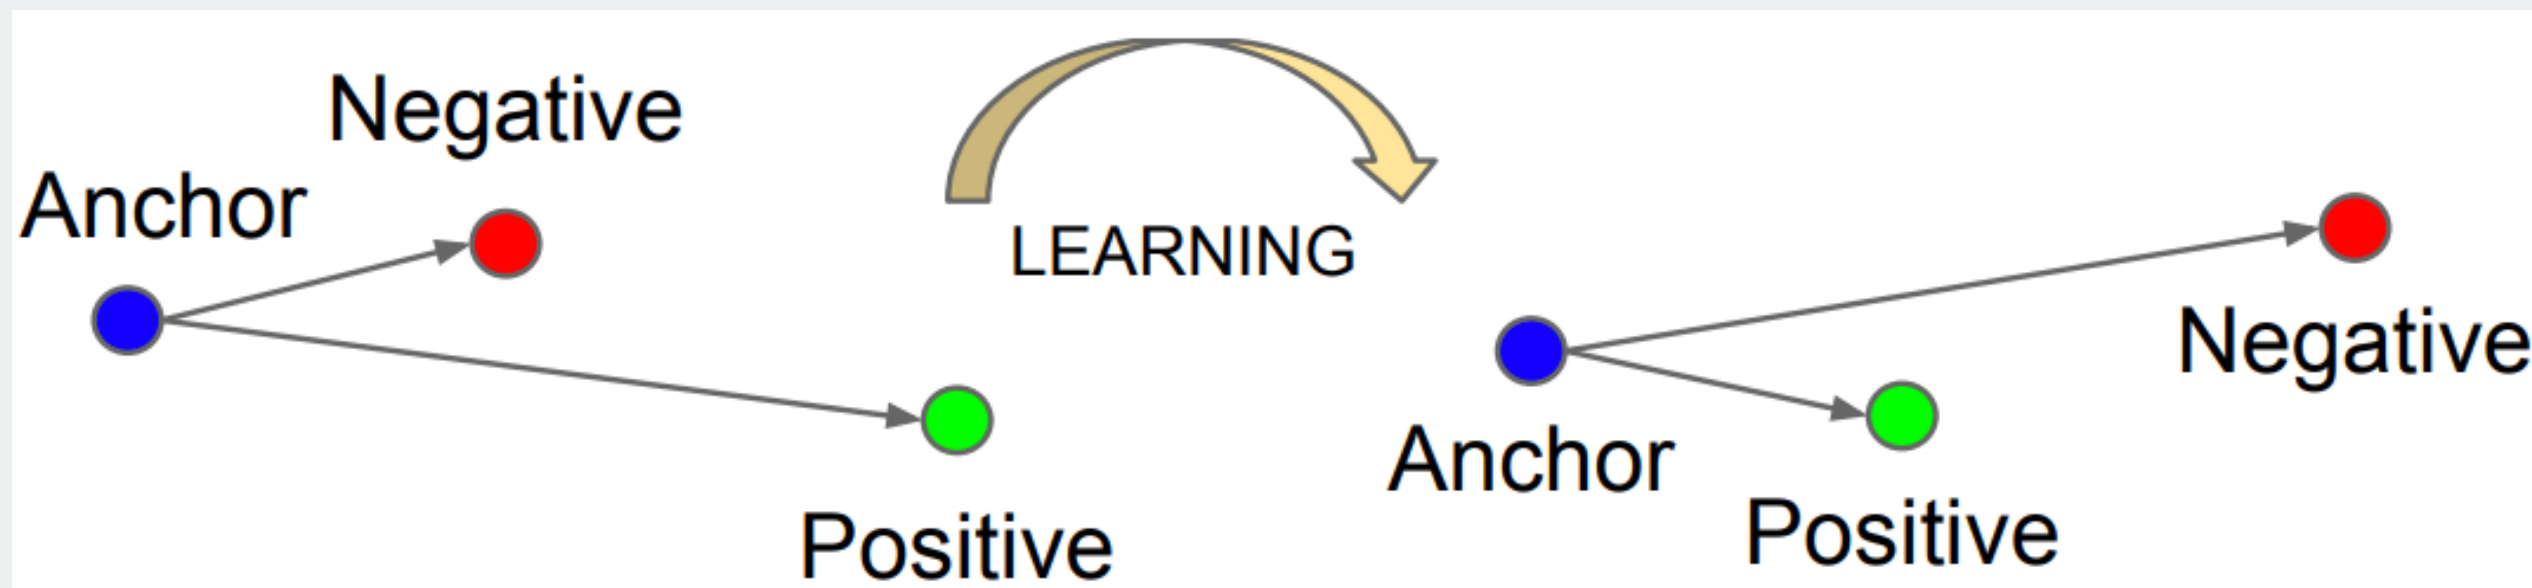 Negative
Anchor
LEARNING
Positive
Negative
Anchor
Positive